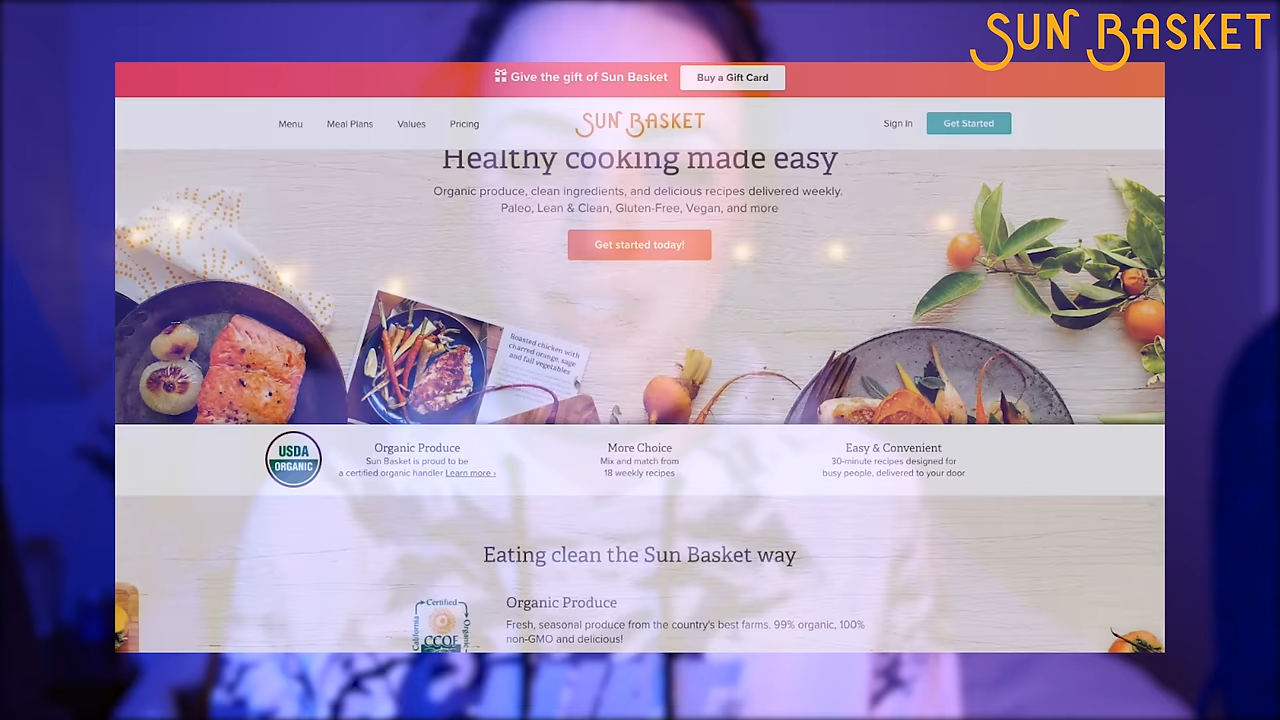 SUN BASKET
Give the gift of Sun Basket Buy a Gift Card
Menu Meal Plans Values Pricing SUN BASKET Sign In Get Started
Healthy cooking made easy
Organic produce, clean ingredients, and delicious recipes delivered weekly.
Paleo, Lean & Clean, Gluten-Free, Vegan, and more
Get started today!
Roasted chicken with
charred orange, sage
and fall vegetables
USDA
ORGANIC
Organic Produce
Sun Basket is proud to be
a certified organic handler Learn more ›
More Choice
Mix and match from
18 weekly recipes
Easy & Convenient
30-minute recipes designed for
busy people, delivered to your door
Eating clean the Sun Basket way
Certified
California
Organic
CCOF
Organic Produce
Fresh, seasonal produce from the country's best farms. 99% organic, 100%
non-GMO and delicious!